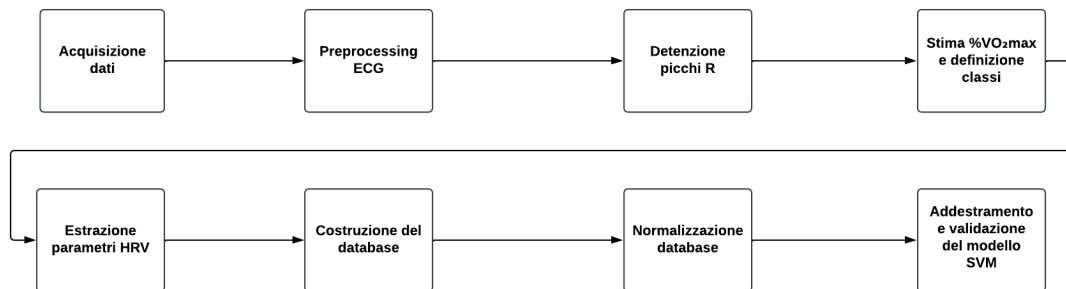 Acquisizione
dati
Preprocessing
ECG
Detenzione
picchi R
Stima %VO₂max
e definizione
classi
Estrazione
parametri HRV
Costruzione del
database
Normalizzazione
database
Addestramento
e validazione
del modello
SVM